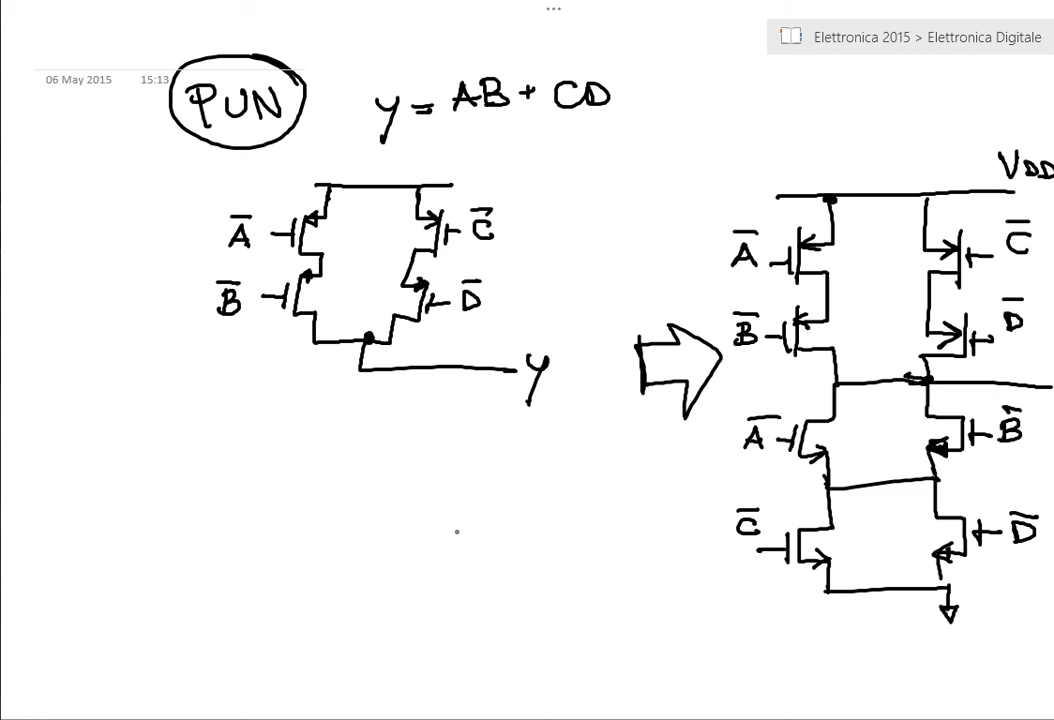 Elettronica 2015 > Elettronica Digitale
06 May 2015 15:13
PUN
y = AB + CD
VDD
A̅
C̅
B̅
D̅
y
A̅
C̅
B̅
D̅
A̅
B̅
C̅
D̅